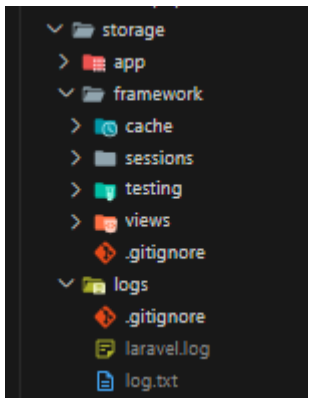 storage
app
framework
cache
sessions
testing
views
.gitignore
logs
.gitignore
laravel.log
log.txt